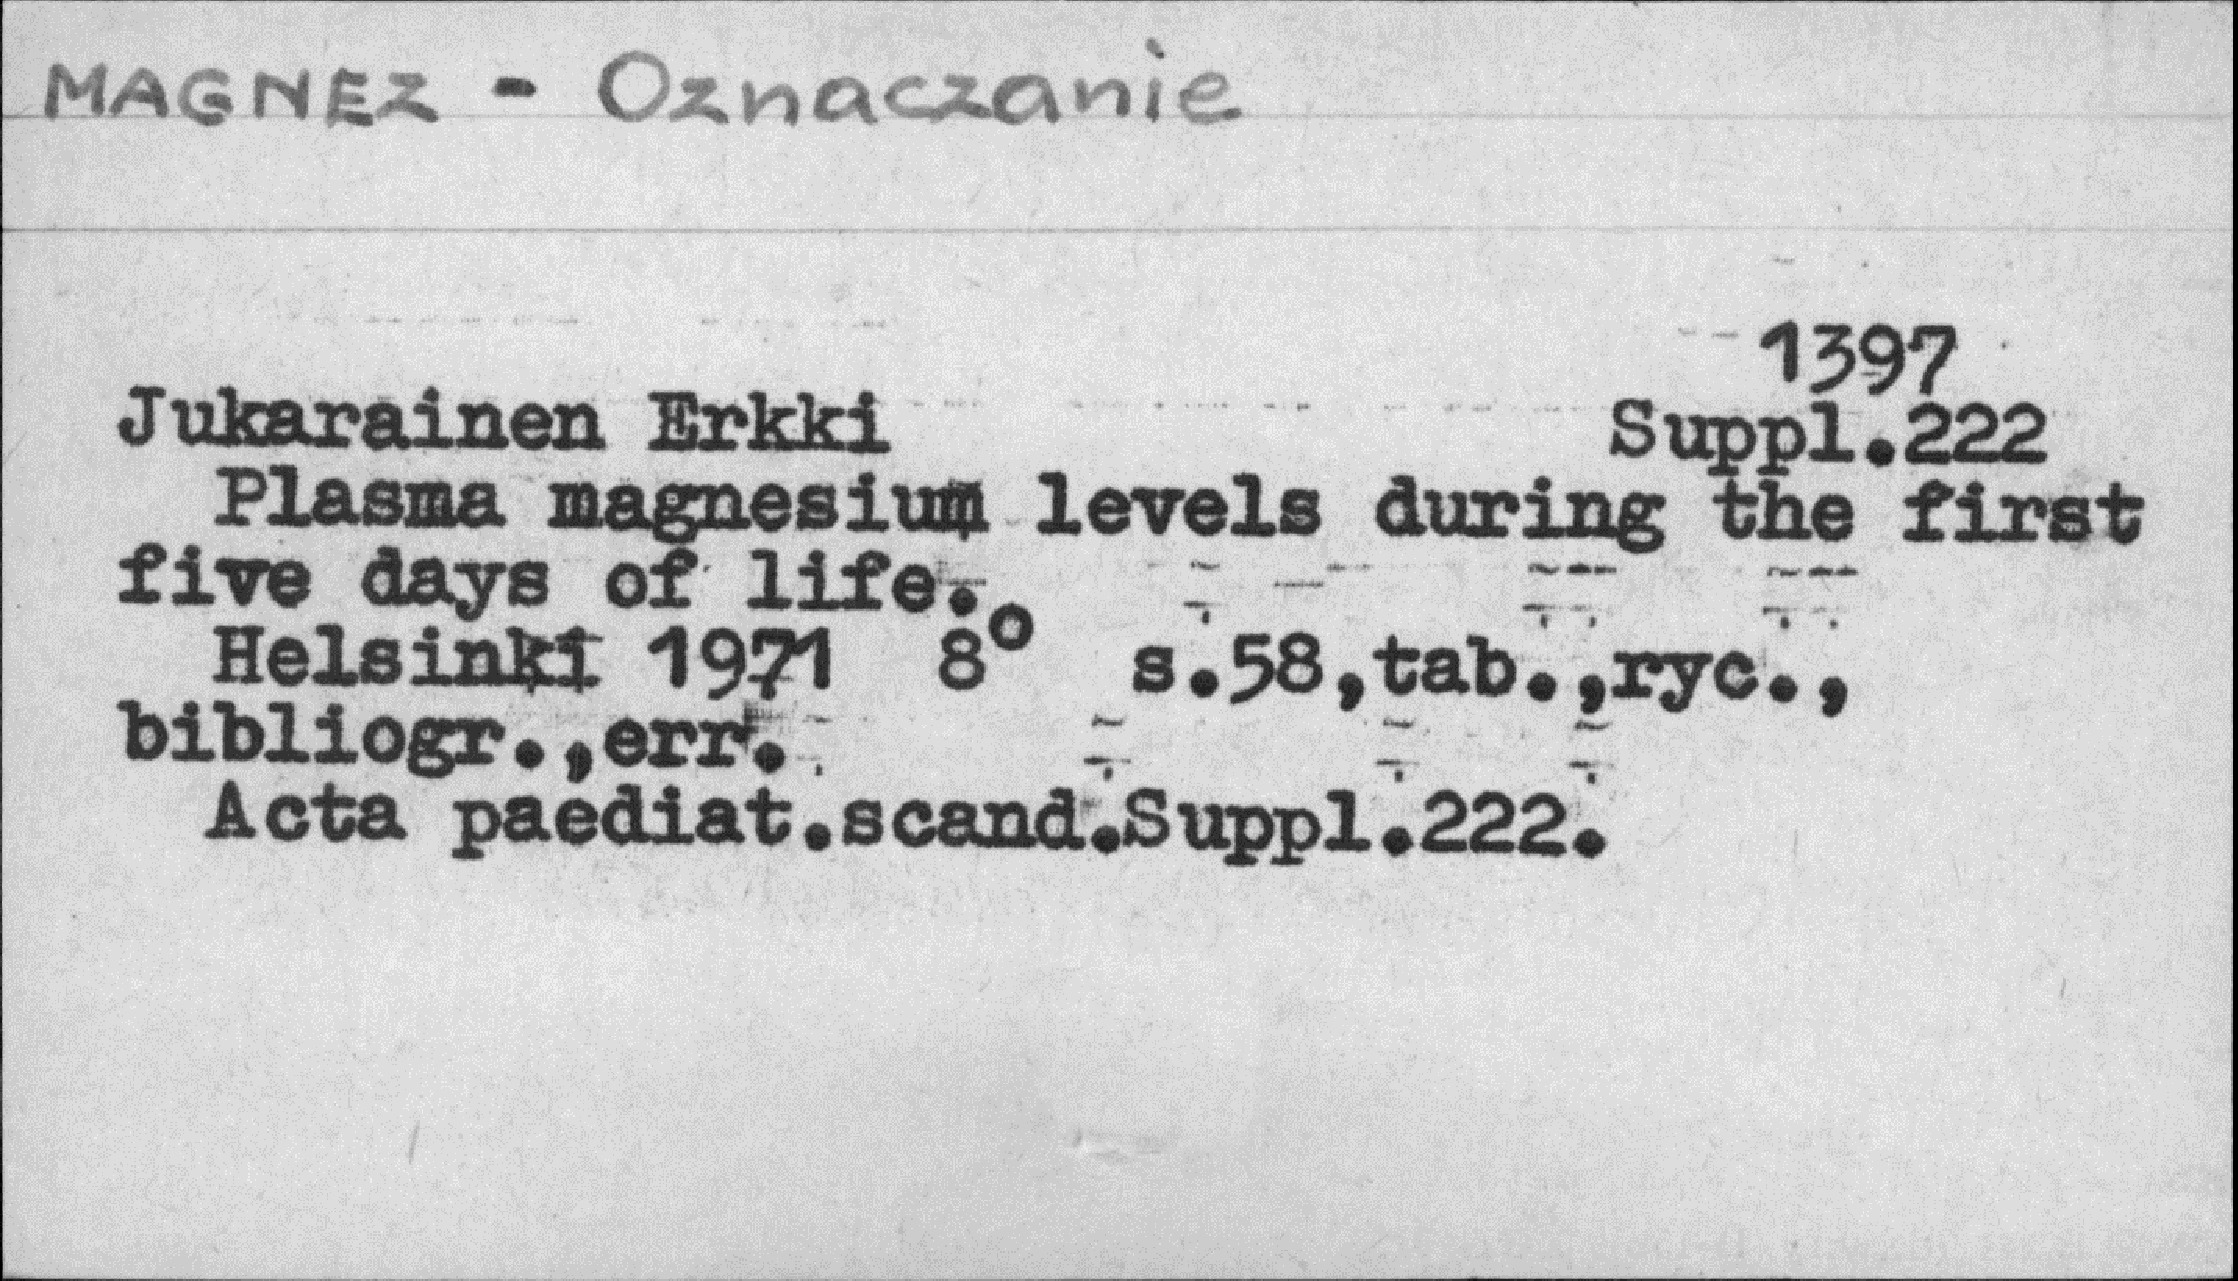 MAGNEZ - Oznaczanie
1397
Jukarainen Erkki Suppl.222
Plasma magnesium levels during the first
five days of life.
Helsinki 1971 8° s.58,tab.,ryc.,
bibliogr.,err.
Acta paediat.scand.Suppl.222.